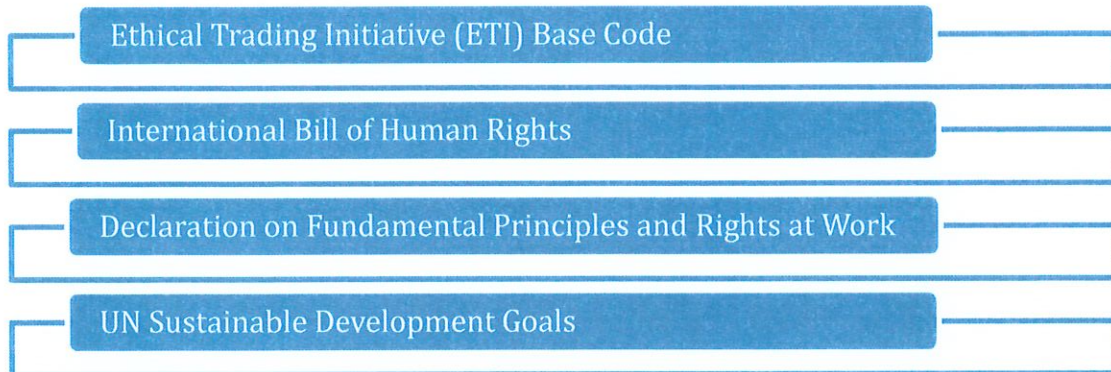 Ethical Trading Initiative (ETI) Base Code
International Bill of Human Rights
Declaration on Fundamental Principles and Rights at Work
UN Sustainable Development Goals